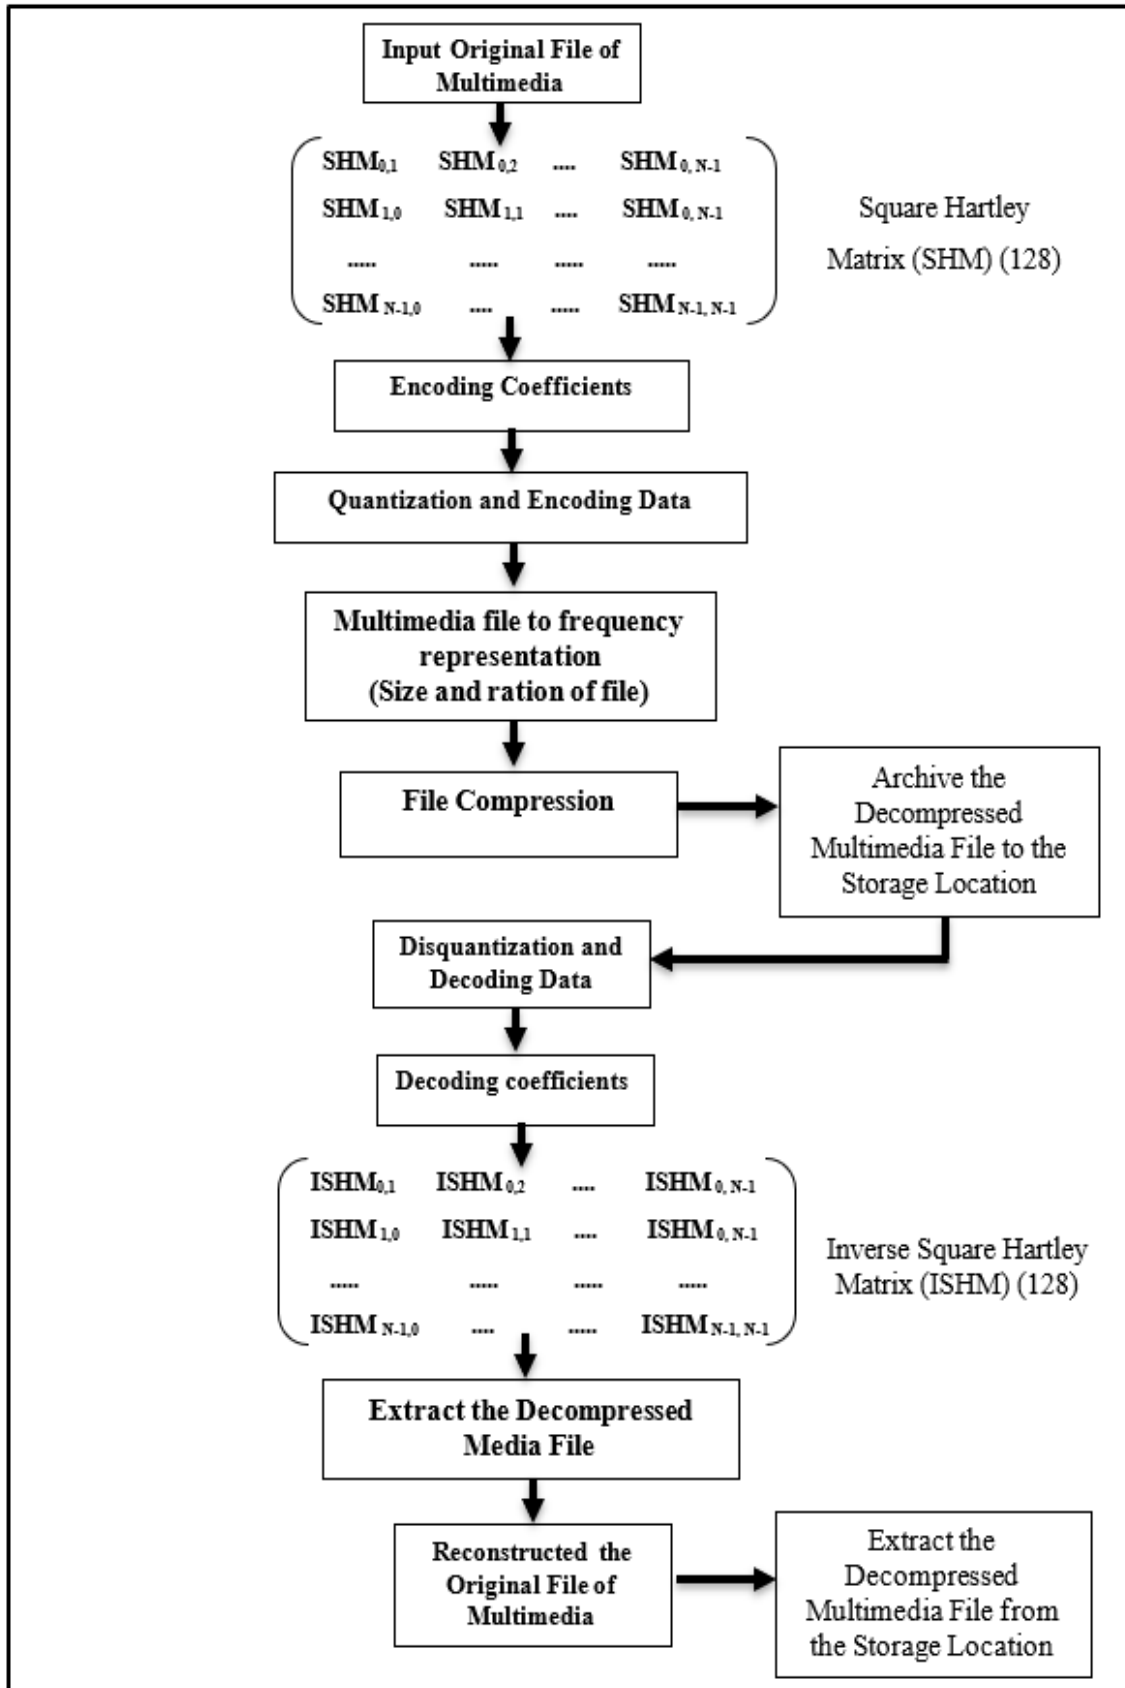 Input Original File of
Multimedia
SHM0,1 SHM0,2 .... SHM0, N-1
SHM1,0 SHM1,1 .... SHM0, N-1
..... ..... ..... .....
SHM N-1,0 .... ..... SHM N-1, N-1
Square Hartley
Matrix (SHM) (128)
Encoding Coefficients
Quantization and Encoding Data
Multimedia file to frequency
representation
(Size and ration of file)
File Compression
Archive the
Decompressed
Multimedia File to the
Storage Location
Disquantization and
Decoding Data
Decoding coefficients
ISHM0,1 ISHM0,2 .... ISHM0, N-1
ISHM1,0 ISHM1,1 .... ISHM0, N-1
..... ..... ..... .....
ISHM N-1,0 .... ..... ISHM N-1, N-1
Inverse Square Hartley
Matrix (ISHM) (128)
Extract the Decompressed
Media File
Reconstructed the
Original File of
Multimedia
Extract the
Decompressed
Multimedia File from
the Storage Location